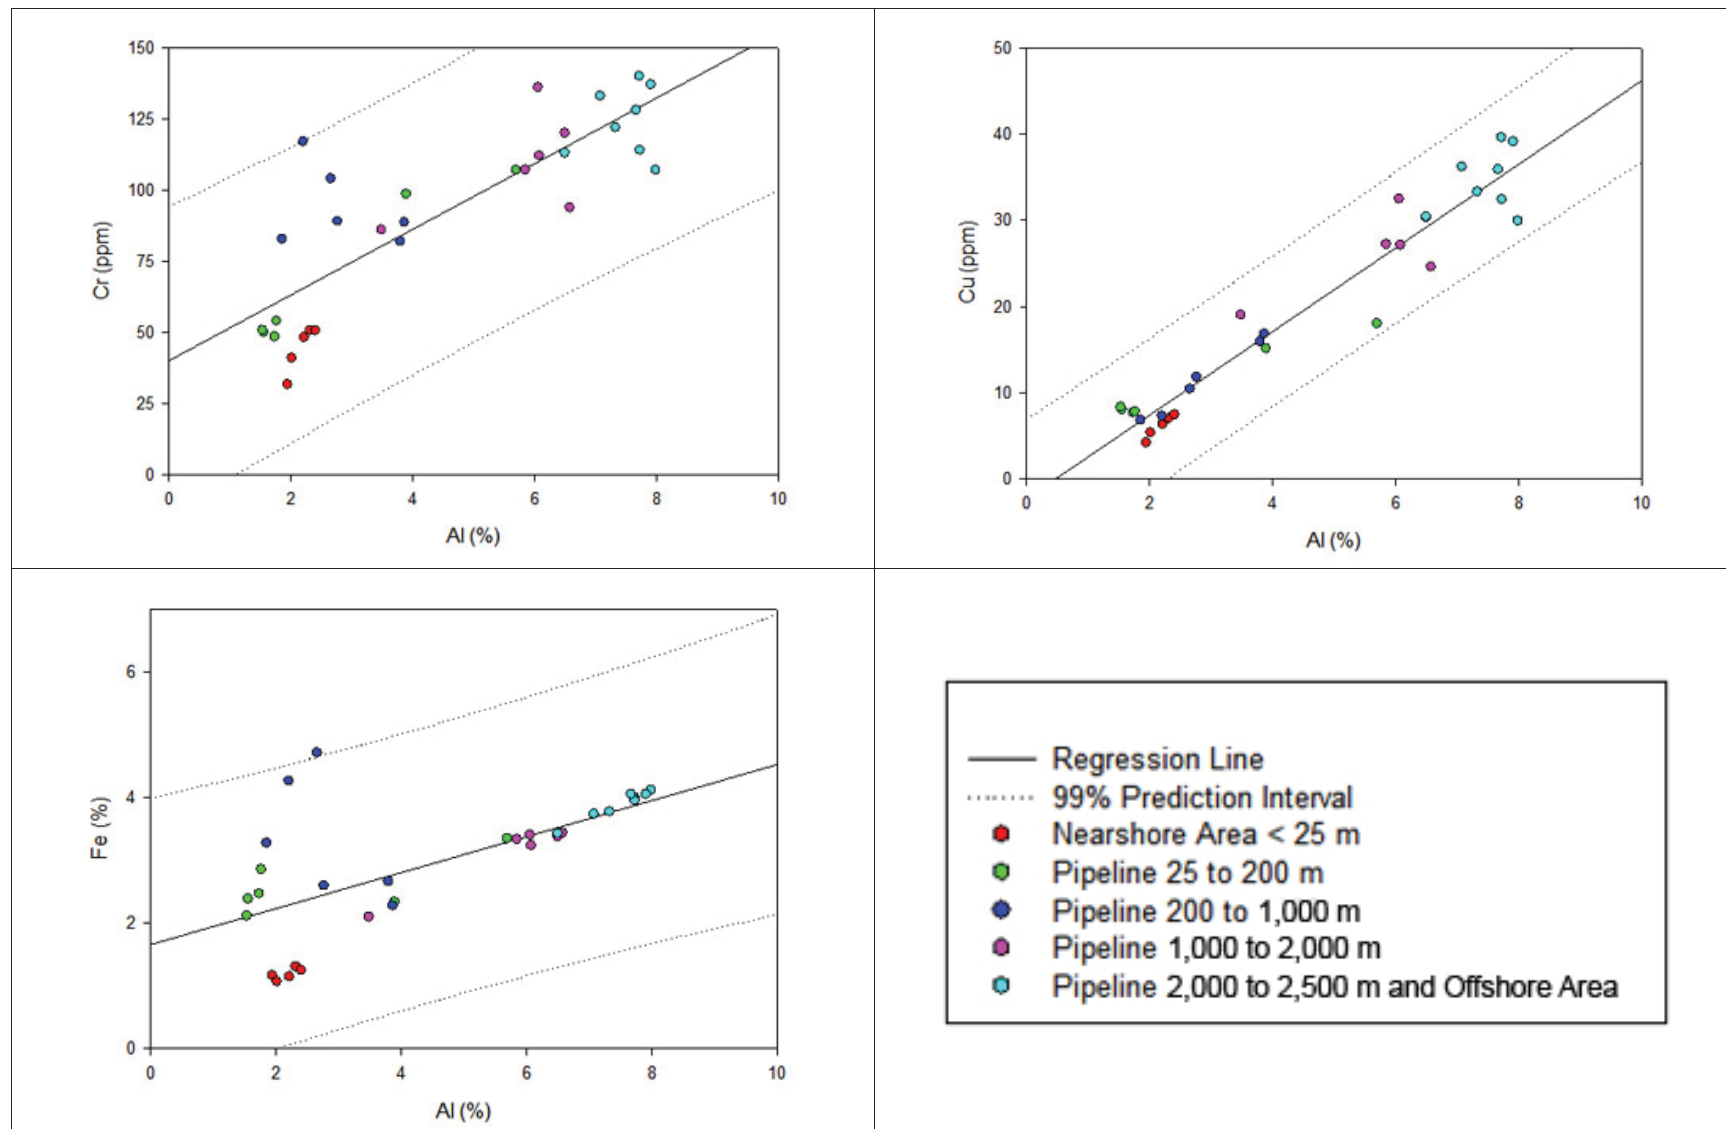 150
125
100
75
50
25
0
Cr (ppm)
0 2 4 6 8 10
Al (%)
50
40
30
20
10
0
Cu (ppm)
0 2 4 6 8 10
Al (%)
6
4
2
0
Fe (%)
0 2 4 6 8 10
Al (%)
Regression Line
99% Prediction Interval
Nearshore Area < 25 m
Pipeline 25 to 200 m
Pipeline 200 to 1,000 m
Pipeline 1,000 to 2,000 m
Pipeline 2,000 to 2,500 m and Offshore Area